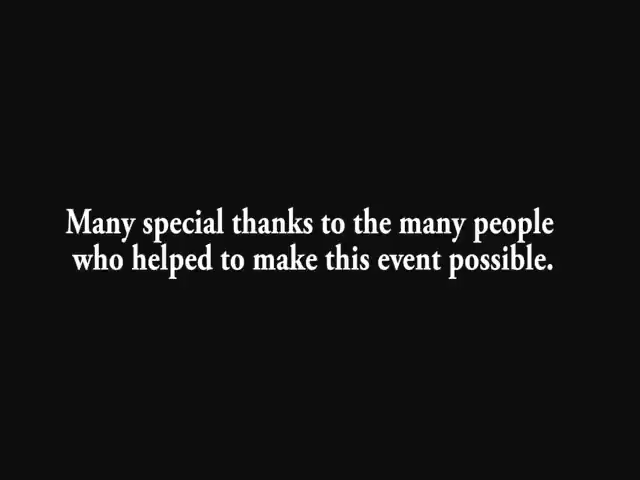 Many special thanks to the many people
who helped to make this event possible.